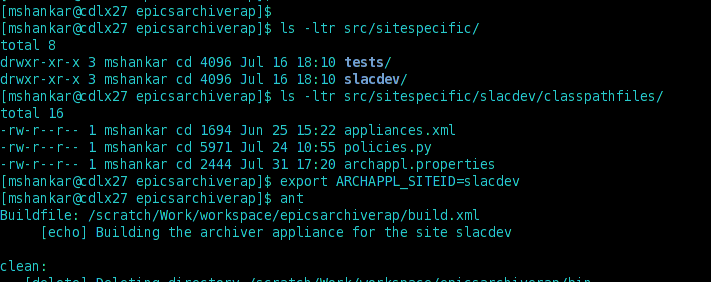 [mshankar@cdlx27 epicsarchiverap]$
[mshankar@cdlx27 epicsarchiverap]$ ls -ltr src/sitespecific/
total 8
drwxr-xr-x 3 mshankar cd 4096 Jul 16 18:10 tests/
drwxr-xr-x 3 mshankar cd 4096 Jul 16 18:10 slacdev/
[mshankar@cdlx27 epicsarchiverap]$ ls -ltr src/sitespecific/slacdev/classpathfiles/
total 16
-rw-r--r-- 1 mshankar cd 1694 Jun 25 15:22 appliances.xml
-rw-r--r-- 1 mshankar cd 5971 Jul 24 10:55 policies.py
-rw-r--r-- 1 mshankar cd 2444 Jul 31 17:20 archappl.properties
[mshankar@cdlx27 epicsarchiverap]$ export ARCHAPPL_SITEID=slacdev
[mshankar@cdlx27 epicsarchiverap]$ ant
Buildfile: /scratch/Work/workspace/epicsarchiverap/build.xml
[echo] Building the archiver appliance for the site slacdev
clean:
[delete] Deleting directory /scratch/Work/workspace/epicsarchiverap/bin